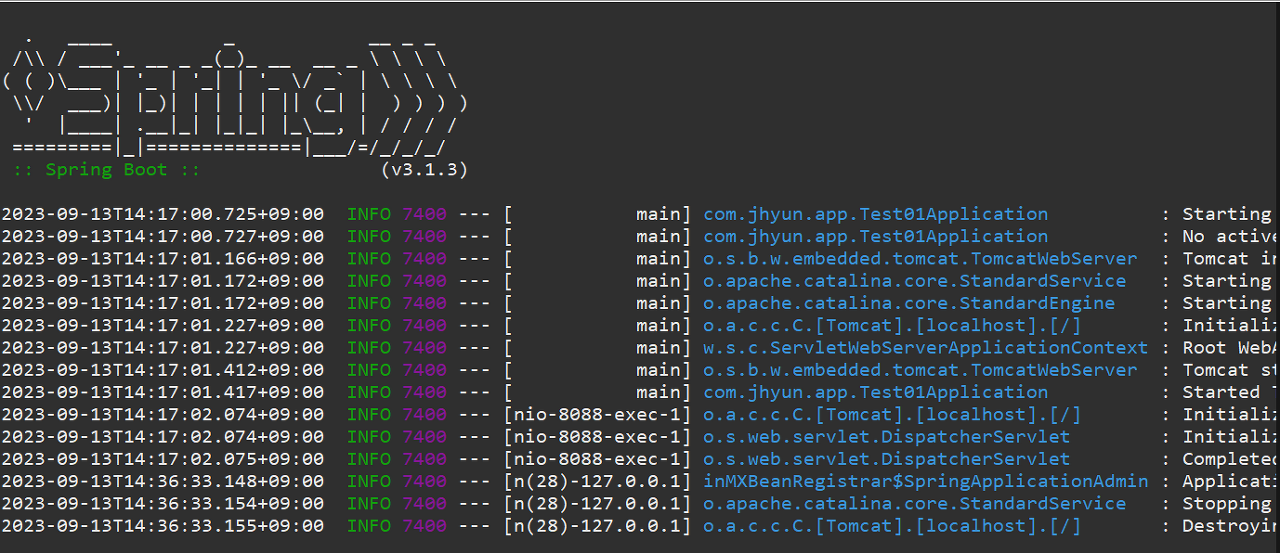 .   ____          _            __ _ _
 /\\ / ___'_ __ _ _(_)_ __  __ _ \ \ \ \
( ( )\___ | '_ | '_| | '_ \/ _` | \ \ \ \
 \\/  ___)| |_)| | | | | || (_| |  ) ) ) )
  '  |____| .__|_| |_|_| |_\__, | / / / /
 =========|_|==============|___/=/_/_/_/
 :: Spring Boot ::                (v3.1.3)
2023-09-13T14:17:00.725+09:00  INFO 7400 --- [           main] com.jhyun.app.Test01Application          : Starting
2023-09-13T14:17:00.727+09:00  INFO 7400 --- [           main] com.jhyun.app.Test01Application          : No active
2023-09-13T14:17:01.166+09:00  INFO 7400 --- [           main] o.s.b.w.embedded.tomcat.TomcatWebServer  : Tomcat in
2023-09-13T14:17:01.172+09:00  INFO 7400 --- [           main] o.apache.catalina.core.StandardService   : Starting
2023-09-13T14:17:01.172+09:00  INFO 7400 --- [           main] o.apache.catalina.core.StandardEngine    : Starting
2023-09-13T14:17:01.227+09:00  INFO 7400 --- [           main] o.a.c.c.C.[Tomcat].[localhost].[/]       : Initializ
2023-09-13T14:17:01.227+09:00  INFO 7400 --- [           main] w.s.c.ServletWebServerApplicationContext : Root WebA
2023-09-13T14:17:01.412+09:00  INFO 7400 --- [           main] o.s.b.w.embedded.tomcat.TomcatWebServer  : Tomcat st
2023-09-13T14:17:01.417+09:00  INFO 7400 --- [           main] com.jhyun.app.Test01Application          : Started T
2023-09-13T14:17:02.074+09:00  INFO 7400 --- [nio-8088-exec-1] o.a.c.c.C.[Tomcat].[localhost].[/]       : Initializ
2023-09-13T14:17:02.074+09:00  INFO 7400 --- [nio-8088-exec-1] o.s.web.servlet.DispatcherServlet        : Initializ
2023-09-13T14:17:02.075+09:00  INFO 7400 --- [nio-8088-exec-1] o.s.web.servlet.DispatcherServlet        : Completed
2023-09-13T14:36:33.148+09:00  INFO 7400 --- [n(28)-127.0.0.1] inMXBeanRegistrar$SpringApplicationAdmin : Applicati
2023-09-13T14:36:33.154+09:00  INFO 7400 --- [n(28)-127.0.0.1] o.apache.catalina.core.StandardService   : Stopping
2023-09-13T14:36:33.155+09:00  INFO 7400 --- [n(28)-127.0.0.1] o.a.c.c.C.[Tomcat].[localhost].[/]       : Destroyin